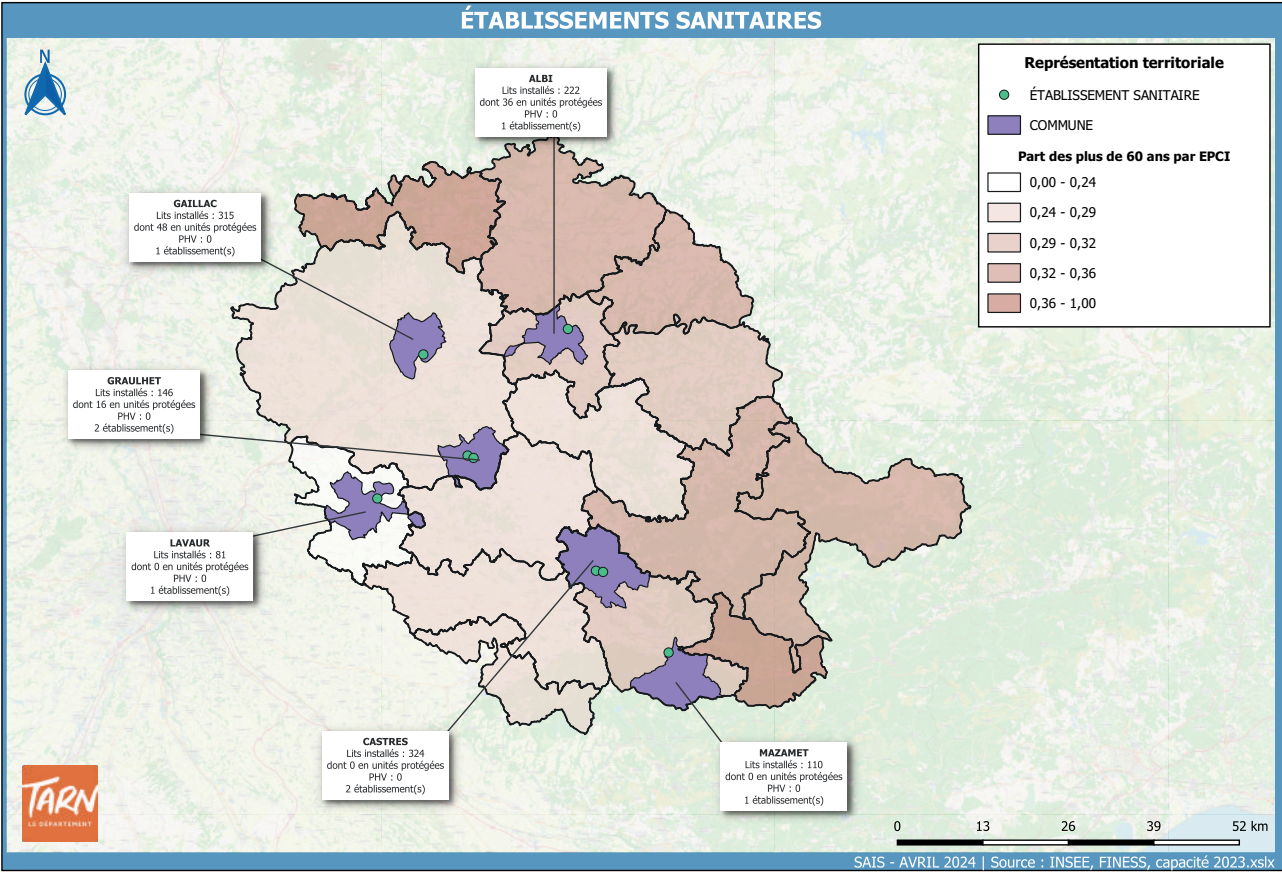 ÉTABLISSEMENTS SANITAIRES
N
ALBI
Lits installés : 222
dont 36 en unités protégées
PHV : 0
1 établissement(s)
Représentation territoriale
ÉTABLISSEMENT SANITAIRE
COMMUNE
Part des plus de 60 ans par EPCI
0,00 - 0,24
0,24 - 0,29
0,29 - 0,32
0,32 - 0,36
0,36 - 1,00
GAILLAC
Lits installés : 315
dont 48 en unités protégées
PHV : 0
1 établissement(s)
GRAULHET
Lits installés : 146
dont 16 en unités protégées
PHV : 0
2 établissement(s)
LAVAUR
Lits installés : 81
dont 0 en unités protégées
PHV : 0
1 établissement(s)
CASTRES
Lits installés : 324
dont 0 en unités protégées
PHV : 0
2 établissement(s)
MAZAMET
Lits installés : 110
dont 0 en unités protégées
PHV : 0
1 établissement(s)
TARN
LE DÉPARTEMENT
0 13 26 39 52 km
SAIS - AVRIL 2024 | Source : INSEE, FINESS, capacité 2023.xslx